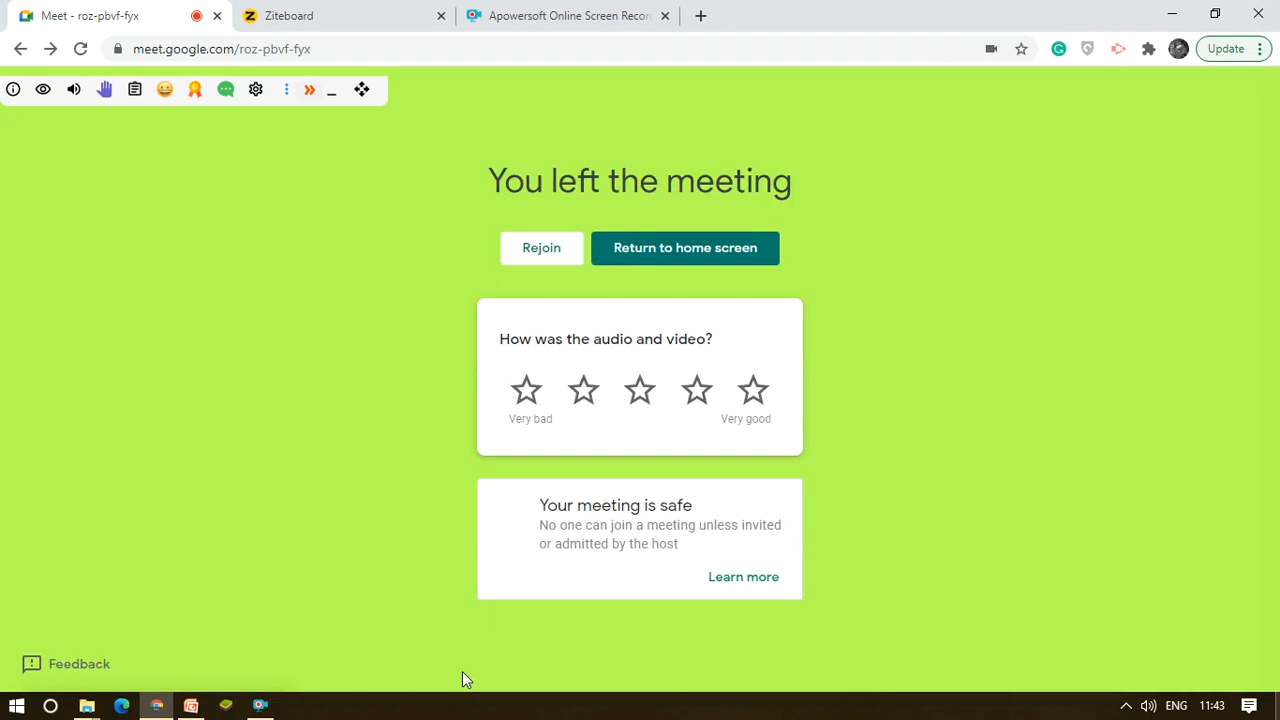 Meet - roz-pbvf-fyx
Ziteboard
Apowersoft Online Screen Recor
meet.google.com/roz-pbvf-fyx
Update
You left the meeting
Rejoin
Return to home screen
How was the audio and video?
Very bad
Very good
Your meeting is safe
No one can join a meeting unless invited
or admitted by the host
Learn more
Feedback
ENG
11:43